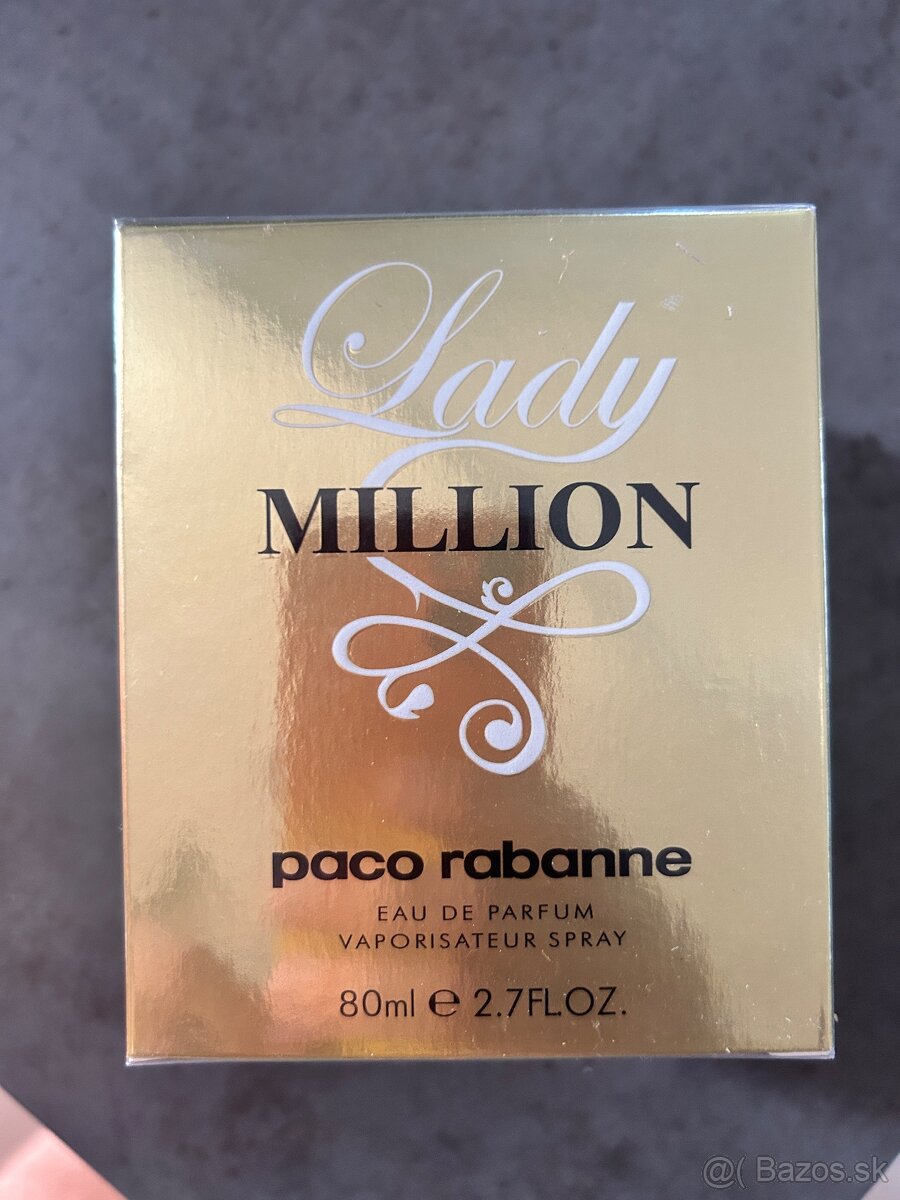 Lady
MILLION
paco rabanne
EAU DE PARFUM
VAPORISATEUR SPRAY
80ml ℮ 2.7FL.OZ.
@( Bazos.sk